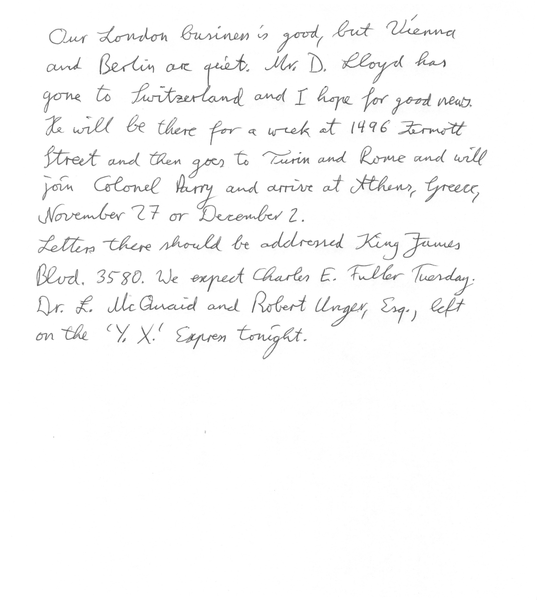 Our London business is good, but Vienna
and Berlin are quiet. Mr. D. Lloyd has
gone to Switzerland and I hope for good news.
He will be there for a week at 1496 Zermott
Street and then goes to Turin and Rome and will
join Colonel Parry and arrive at Athens, Greece,
November 27 or December 2.
Letters there should be addressed King James
Blvd. 3580. We expect Charles E. Fuller Tuesday.
Dr. L. McQuaid and Robert Unger, Esq., left
on the 'Y. X.' Express tonight.